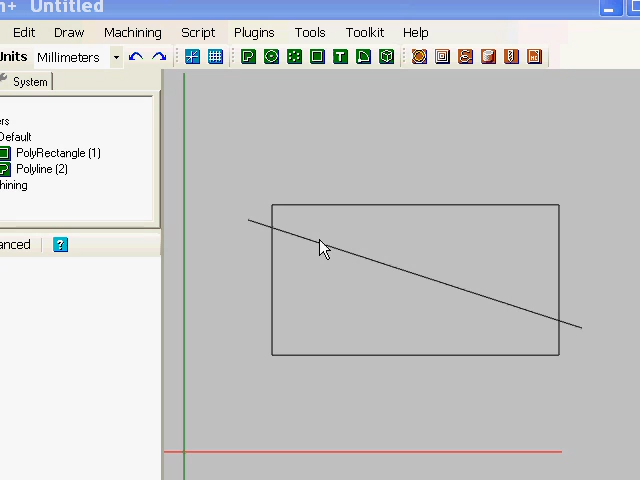 n+ Untitled
Edit Draw Machining Script Plugins Tools Toolkit Help
Units Millimeters
System
ers
Default
PolyRectangle (1)
Polyline (2)
hining
anced ?